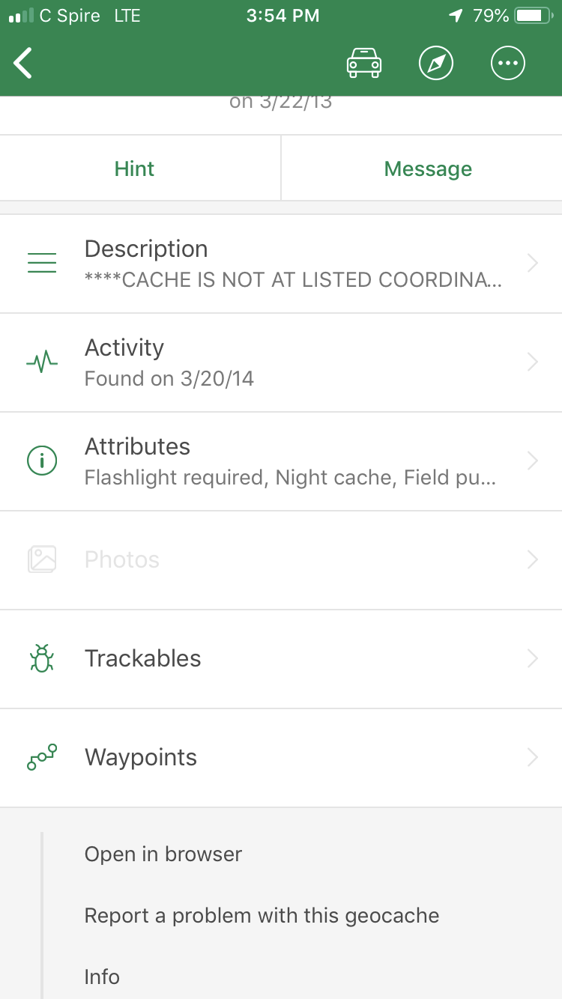 C Spire LTE 3:54 PM 79%
on 3/22/13
Hint Message
Description
****CACHE IS NOT AT LISTED COORDINA...
Activity
Found on 3/20/14
Attributes
Flashlight required, Night cache, Field pu...
Photos
Trackables
Waypoints
Open in browser
Report a problem with this geocache
Info